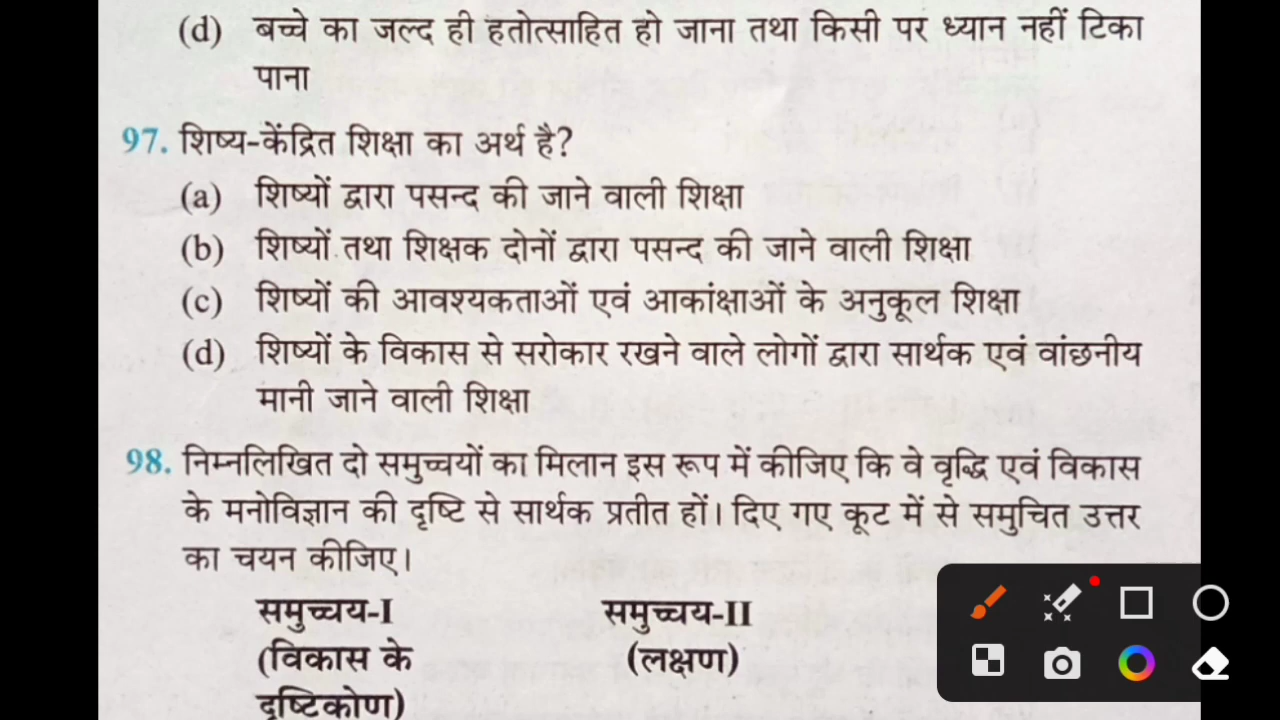 (d) बच्चे का जल्द ही हतोत्साहित हो जाना तथा किसी पर ध्यान नहीं टिका
पाना
97. शिष्य-केंद्रित शिक्षा का अर्थ है?
(a) शिष्यों द्वारा पसन्द की जाने वाली शिक्षा
(b) शिष्यों तथा शिक्षक दोनों द्वारा पसन्द की जाने वाली शिक्षा
(c) शिष्यों की आवश्यकताओं एवं आकांक्षाओं के अनुकूल शिक्षा
(d) शिष्यों के विकास से सरोकार रखने वाले लोगों द्वारा सार्थक एवं वांछनीय
मानी जाने वाली शिक्षा
98. निम्नलिखित दो समुच्चयों का मिलान इस रूप में कीजिए कि वे वृद्धि एवं विकास
के मनोविज्ञान की दृष्टि से सार्थक प्रतीत हों। दिए गए कूट में से समुचित उत्तर
का चयन कीजिए।
समुच्चय-I समुच्चय-II
(विकास के (लक्षण)
दृष्टिकोण)